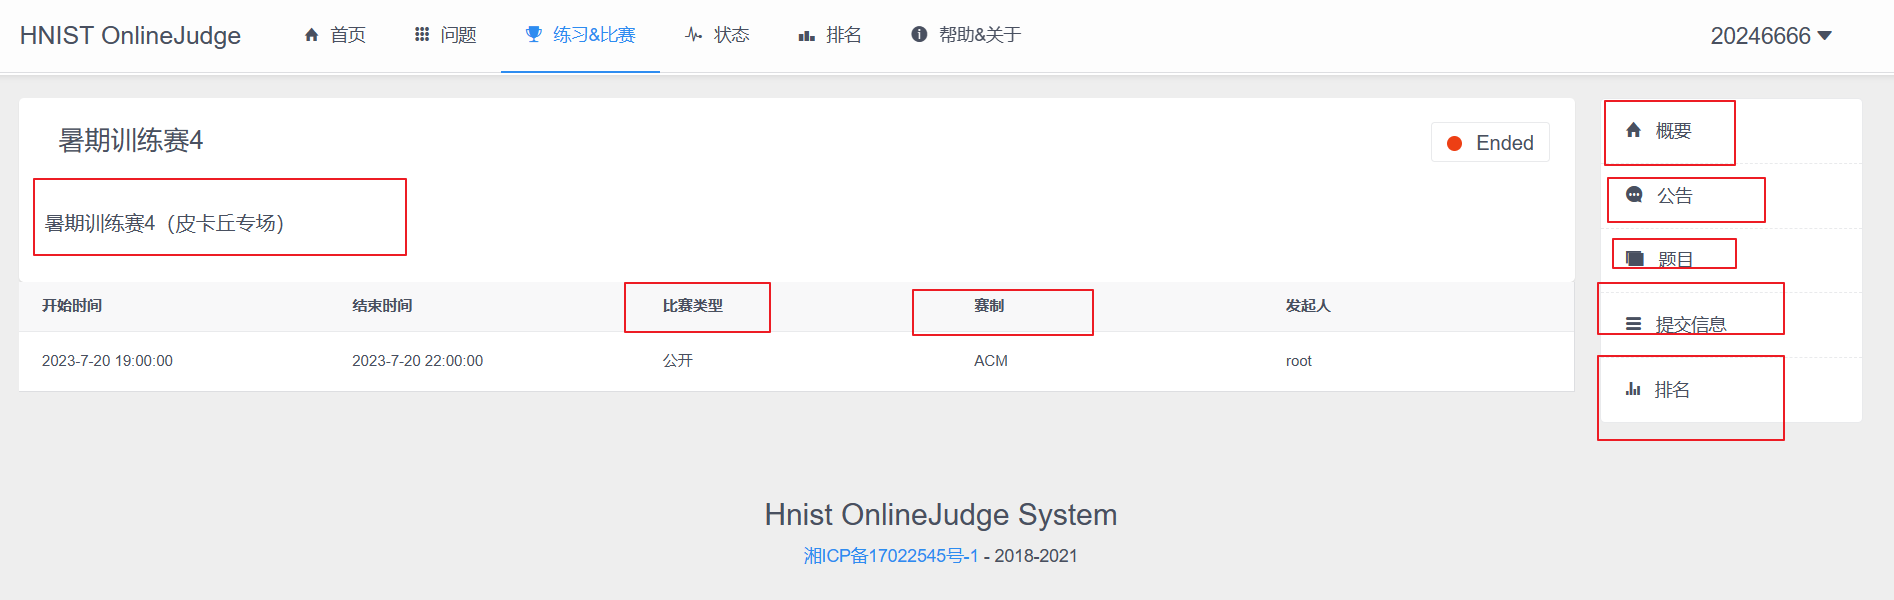 HNIST OnlineJudge 首页 问题 练习&比赛 状态 排名 帮助&关于 20246666
暑期训练赛4 Ended
暑期训练赛4（皮卡丘专场）
开始时间 结束时间 比赛类型 赛制 发起人
2023-7-20 19:00:00 2023-7-20 22:00:00 公开 ACM root
概要
公告
题目
提交信息
排名
Hnist OnlineJudge System
湘ICP备17022545号-1 - 2018-2021